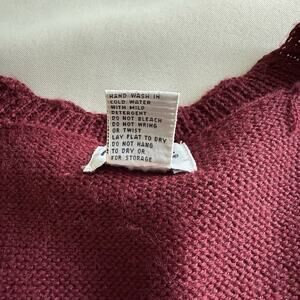 HAND WASH IN
COLD WATER
WITH MILD
DETERGENT
DO NOT BLEACH
DO NOT WRING
OR TWIST
LAY FLAT TO DRY
DO NOT HANG
TO DRY OR
FOR STORAGE